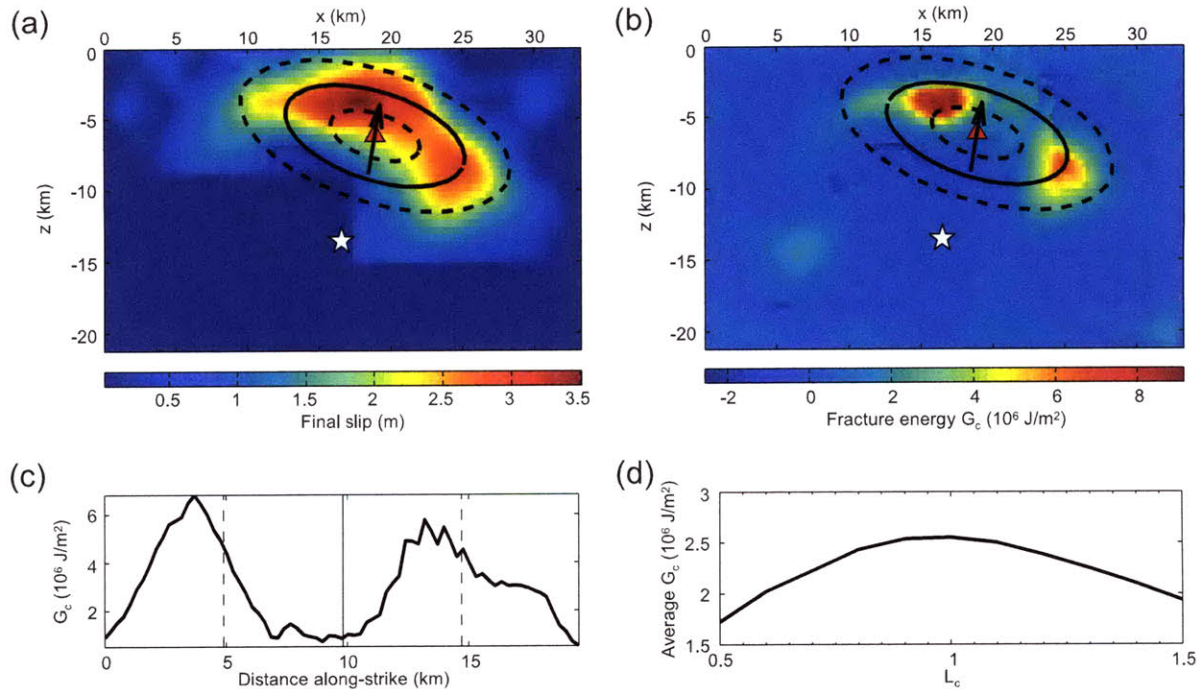 (a)
x (km)
0 5 10 15 20 25 30
0
-5
-10
-15
-20
z (km)
0.5 1 1.5 2 2.5 3 3.5
Final slip (m)
(b)
x (km)
0 5 10 15 20 25 30
0
-5
-10
-15
-20
z (km)
-2 0 2 4 6 8
Fracture energy G_c (10⁶ J/m²)
(c)
6
4
2
G_c (10⁶ J/m²)
0 5 10 15
Distance along-strike (km)
(d)
3
2.5
2
1.5
Average G_c (10⁶ J/m²)
0.5 1 1.5
L_c